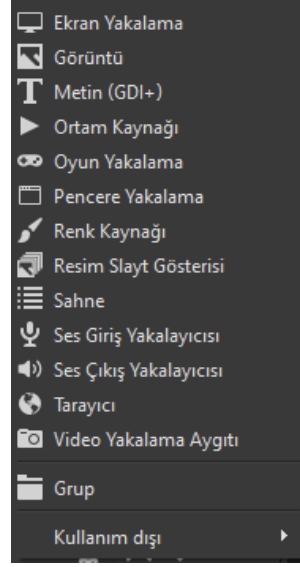 Ekran Yakalama
Görüntü
Metin (GDI+)
Ortam Kaynağı
Oyun Yakalama
Pencere Yakalama
Renk Kaynağı
Resim Slayt Gösterisi
Sahne
Ses Giriş Yakalayıcısı
Ses Çıkış Yakalayıcısı
Tarayıcı
Video Yakalama Aygıtı
Grup
Kullanım dışı